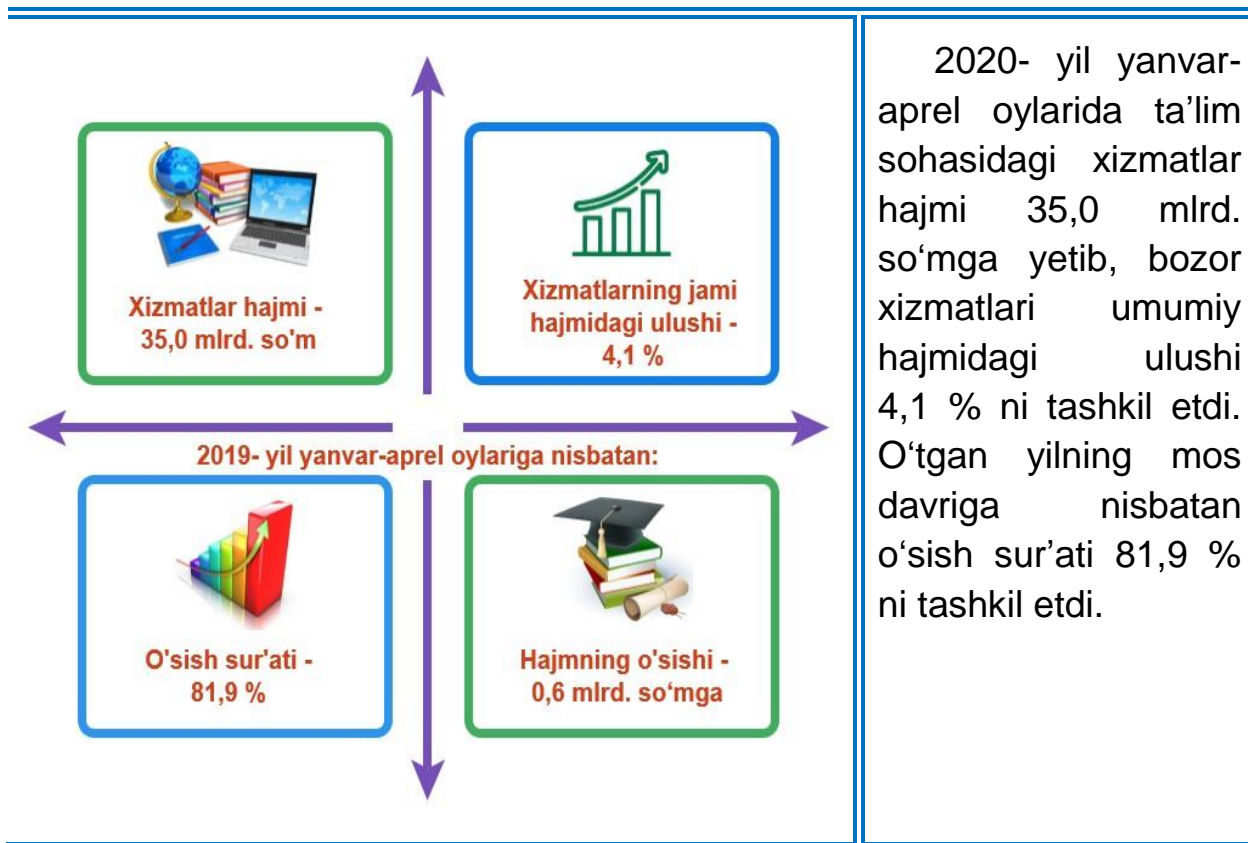 Xizmatlar hajmi -
35,0 mlrd. so'm
Xizmatlarning jami
hajmidagi ulushi -
4,1 %
2019- yil yanvar-aprel oylariga nisbatan:
O'sish sur'ati -
81,9 %
Hajmning o'sishi -
0,6 mlrd. so‘mga
2020- yil yanvar-
aprel oylarida ta’lim
sohasidagi xizmatlar
hajmi 35,0 mlrd.
so‘mga yetib, bozor
xizmatlari umumiy
hajmidagi ulushi
4,1 % ni tashkil etdi.
O‘tgan yilning mos
davriga nisbatan
o‘sish sur’ati 81,9 %
ni tashkil etdi.